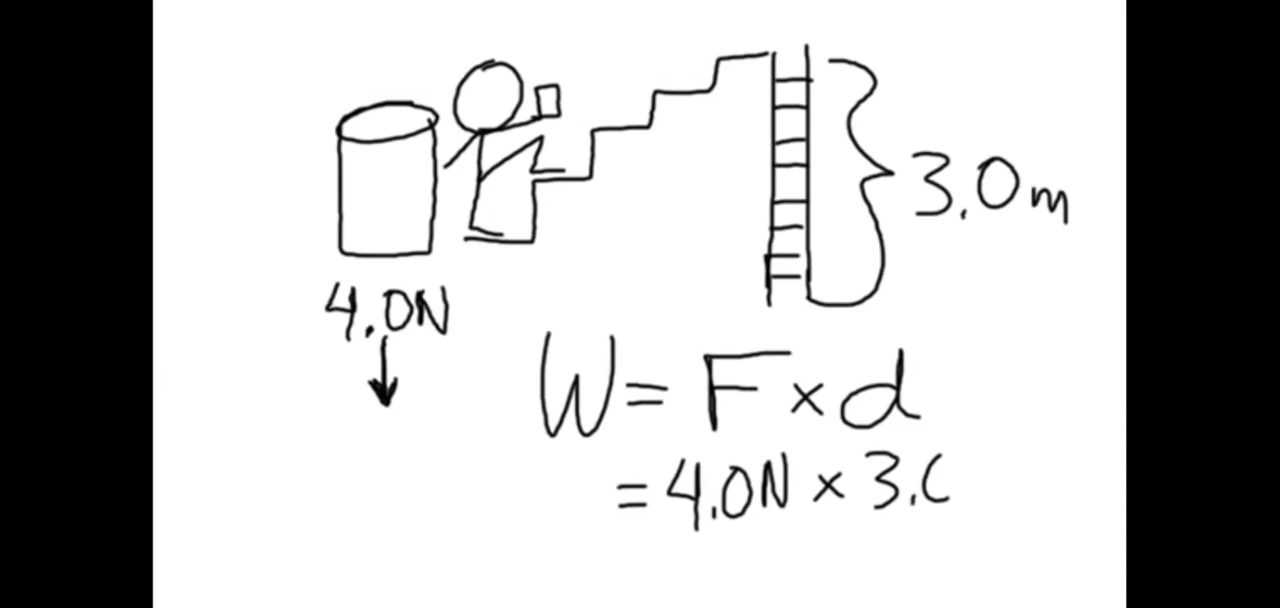 3.0m
4.0N
W = F × d
= 4.0N × 3.